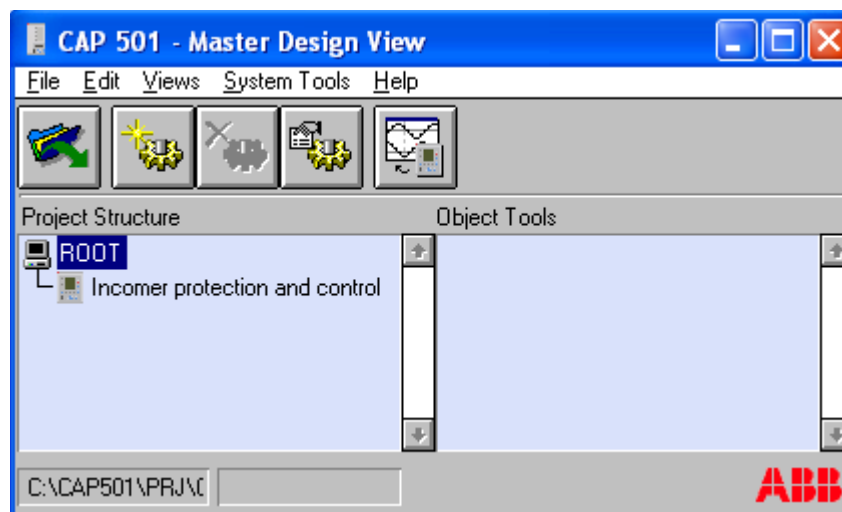 CAP 501 - Master Design View
File Edit Views System Tools Help
Project Structure
Object Tools
ROOT
Incomer protection and control
C:\CAP501\PRJ\
ABB